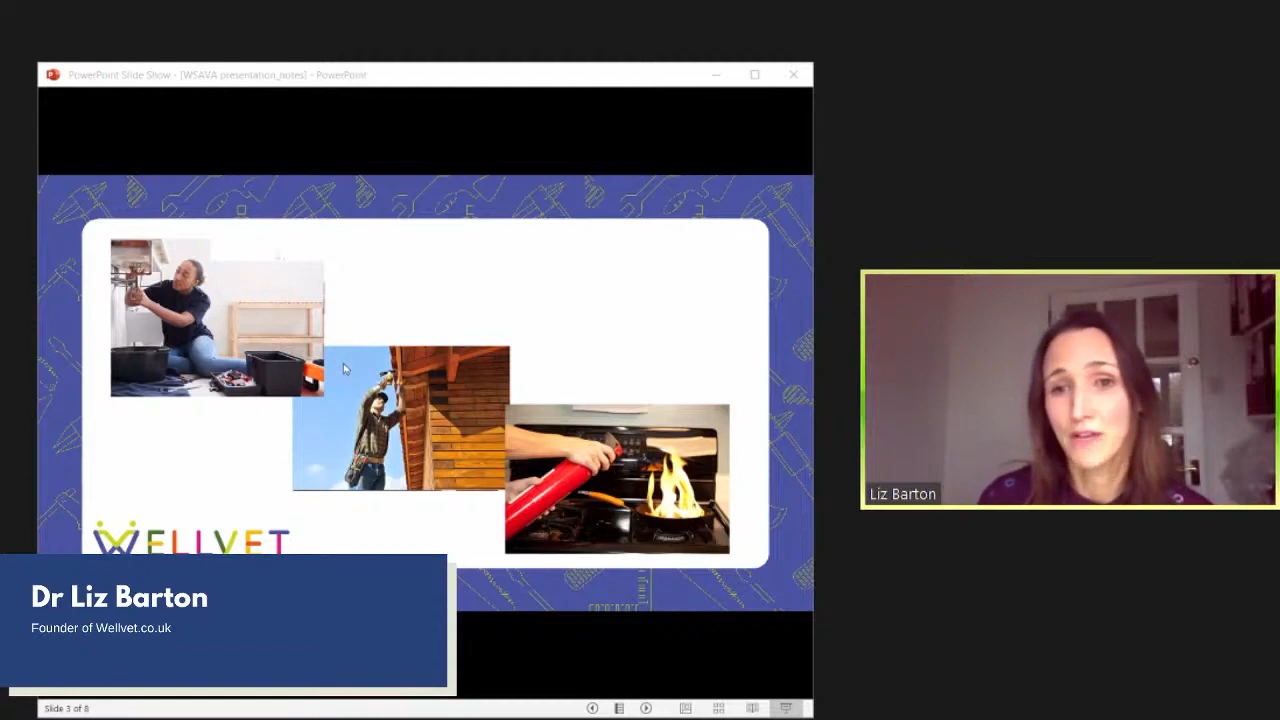 PowerPoint Slide Show - [WSAVA presentation_notes] - PowerPoint
WELLVET
Dr Liz Barton
Founder of Wellvet.co.uk
Liz Barton
Slide 3 of 8